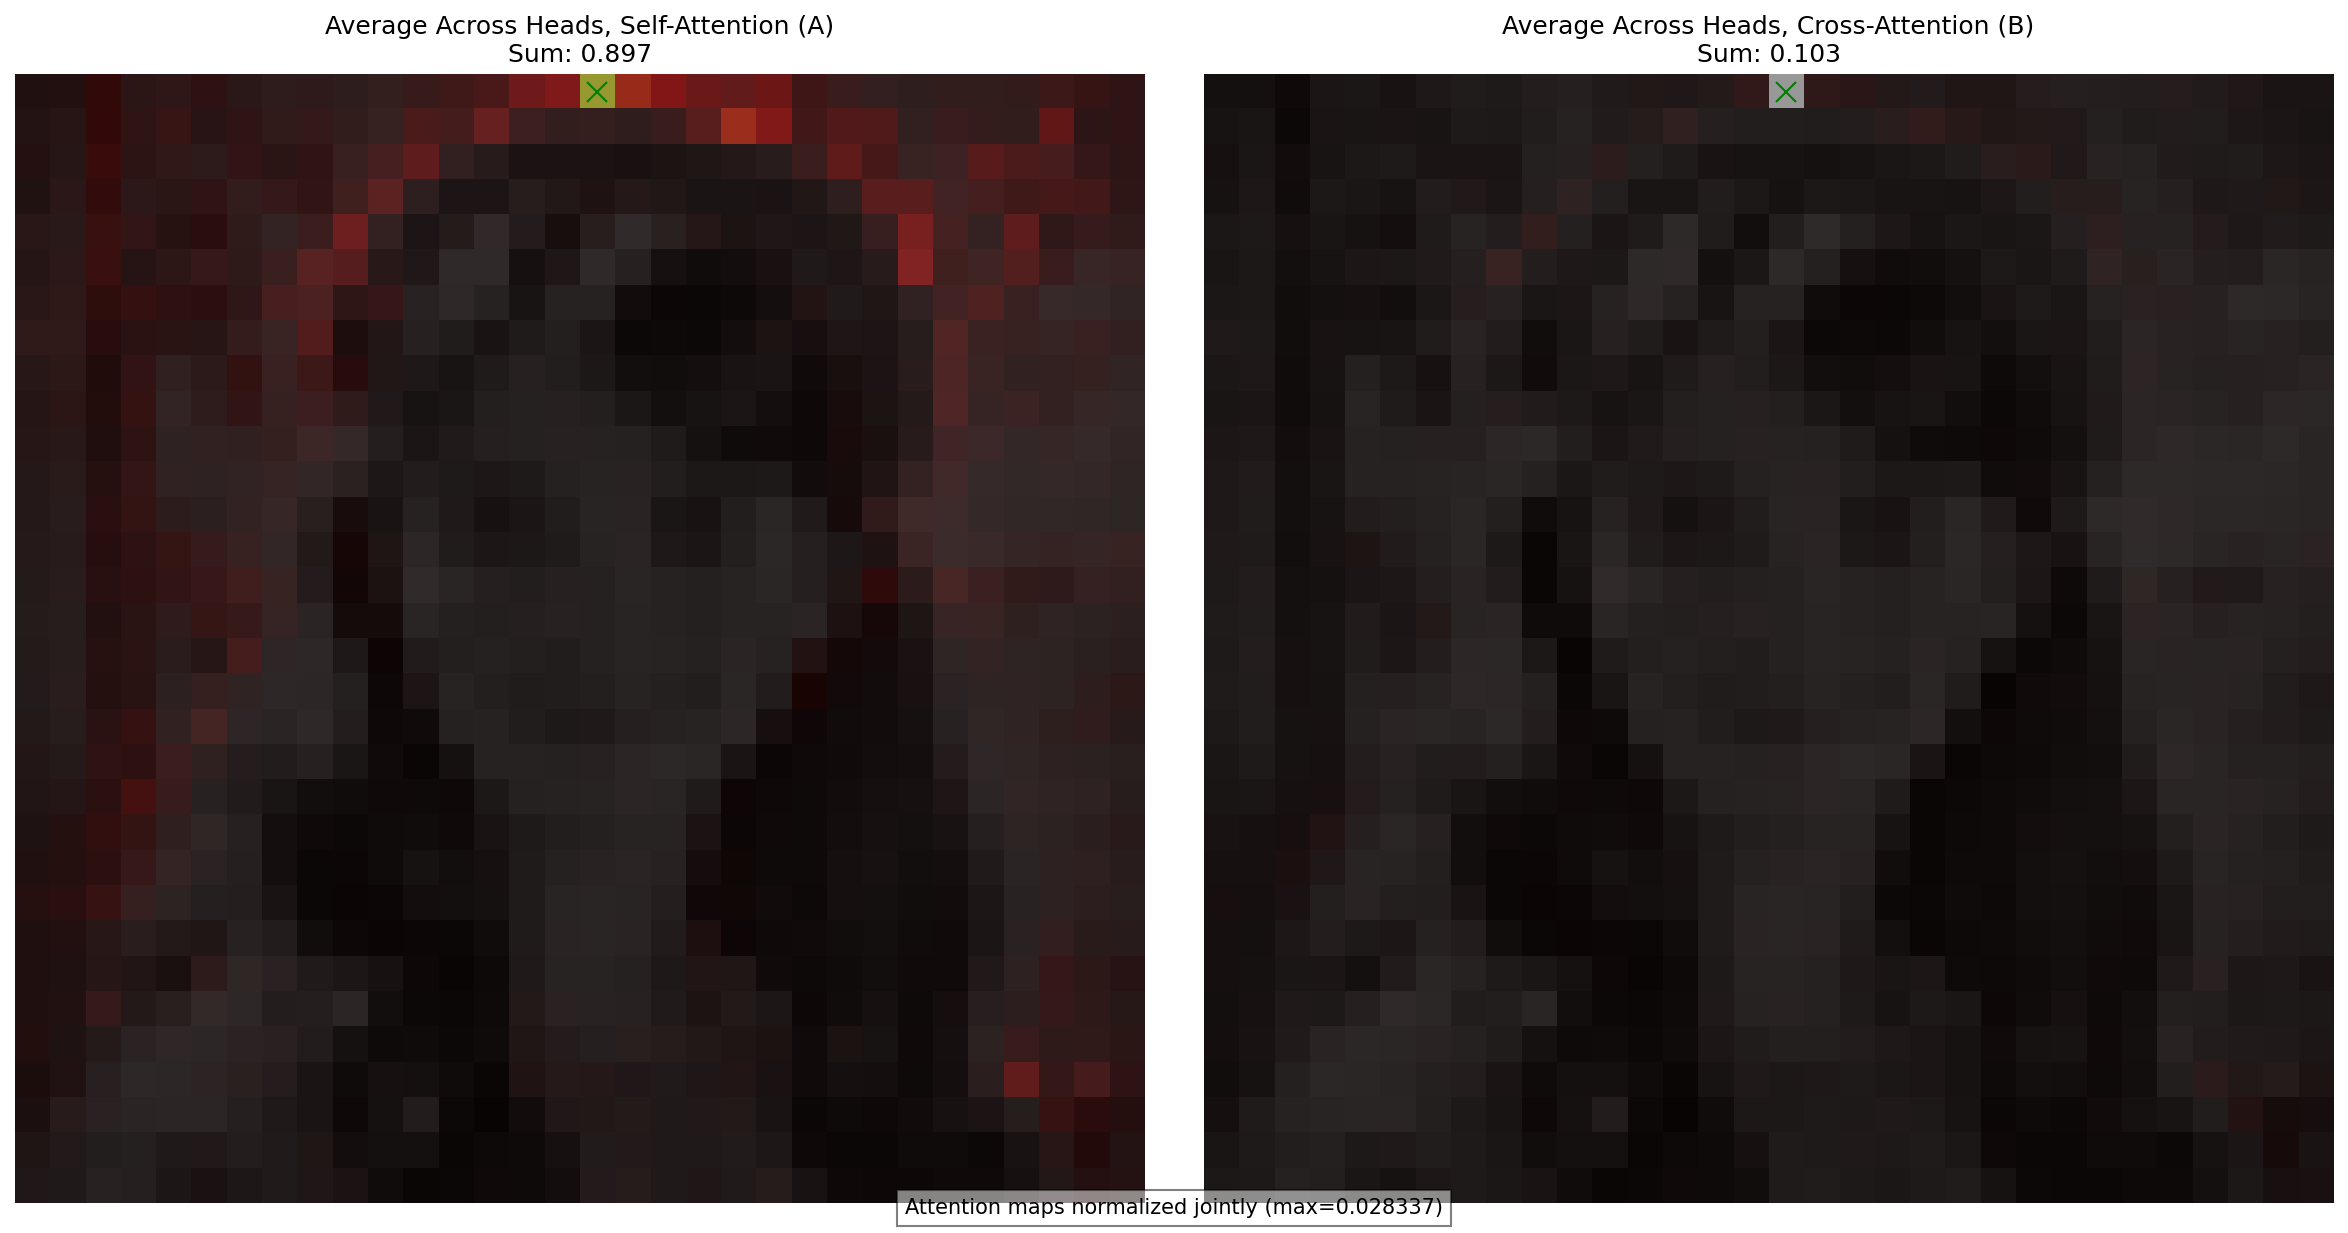 Average Across Heads, Self-Attention (A)
Sum: 0.897
Average Across Heads, Cross-Attention (B)
Sum: 0.103
Attention maps normalized jointly (max=0.028337)